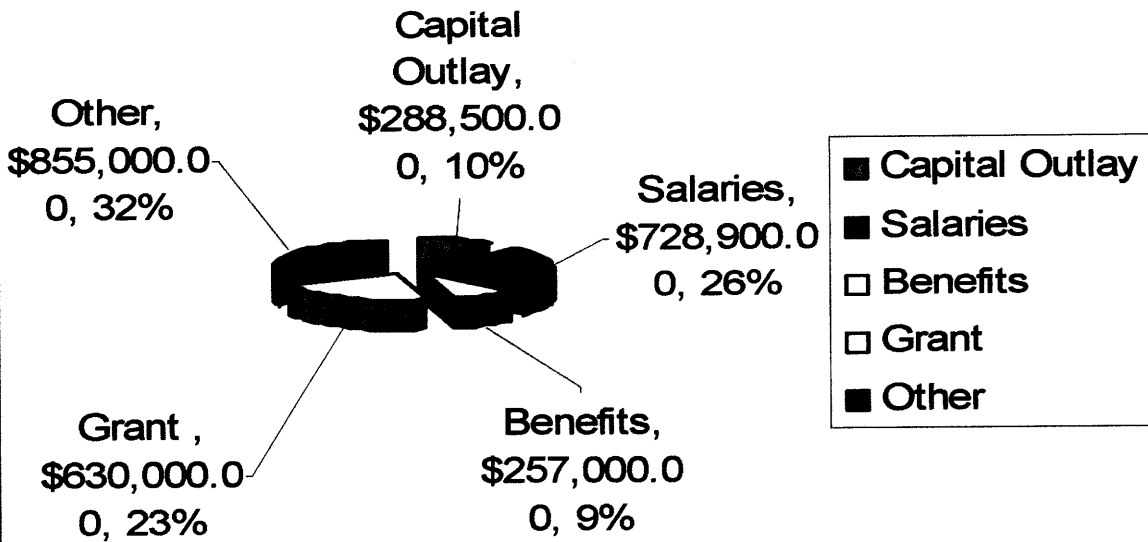 Capital
Outlay,
$288,500.0
0, 10%
Other,
$855,000.0
0, 32%
Salaries,
$728,900.0
0, 26%
Grant ,
$630,000.0
0, 23%
Benefits,
$257,000.0
0, 9%
Capital Outlay
Salaries
Benefits
Grant
Other